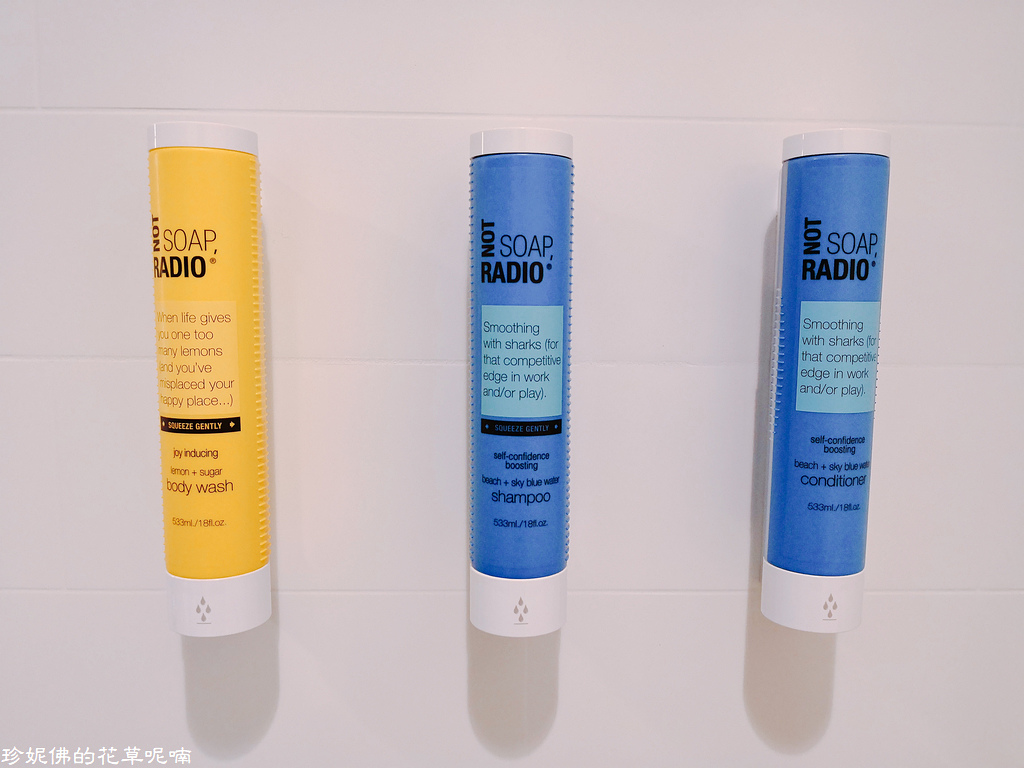 NOT
SOAP,
RADIO®
When life gives
you one too
many lemons
and you've
misplaced your
happy place...)
SQUEEZE GENTLY
joy inducing
lemon + sugar
body wash
533ml./18fl.oz.
NOT
SOAP,
RADIO®
Smoothing
with sharks (for
that competitive
edge in work
and/or play).
SQUEEZE GENTLY
self-confidence
boosting
beach + sky blue water
shampoo
533ml./18fl.oz.
NOT
SOAP,
RADIO®
Smoothing
with sharks (for
that competitive
edge in work
and/or play).
self-confidence
boosting
beach + sky blue water
conditioner
533ml./18fl.oz.
珍妮佛的花草呢喃